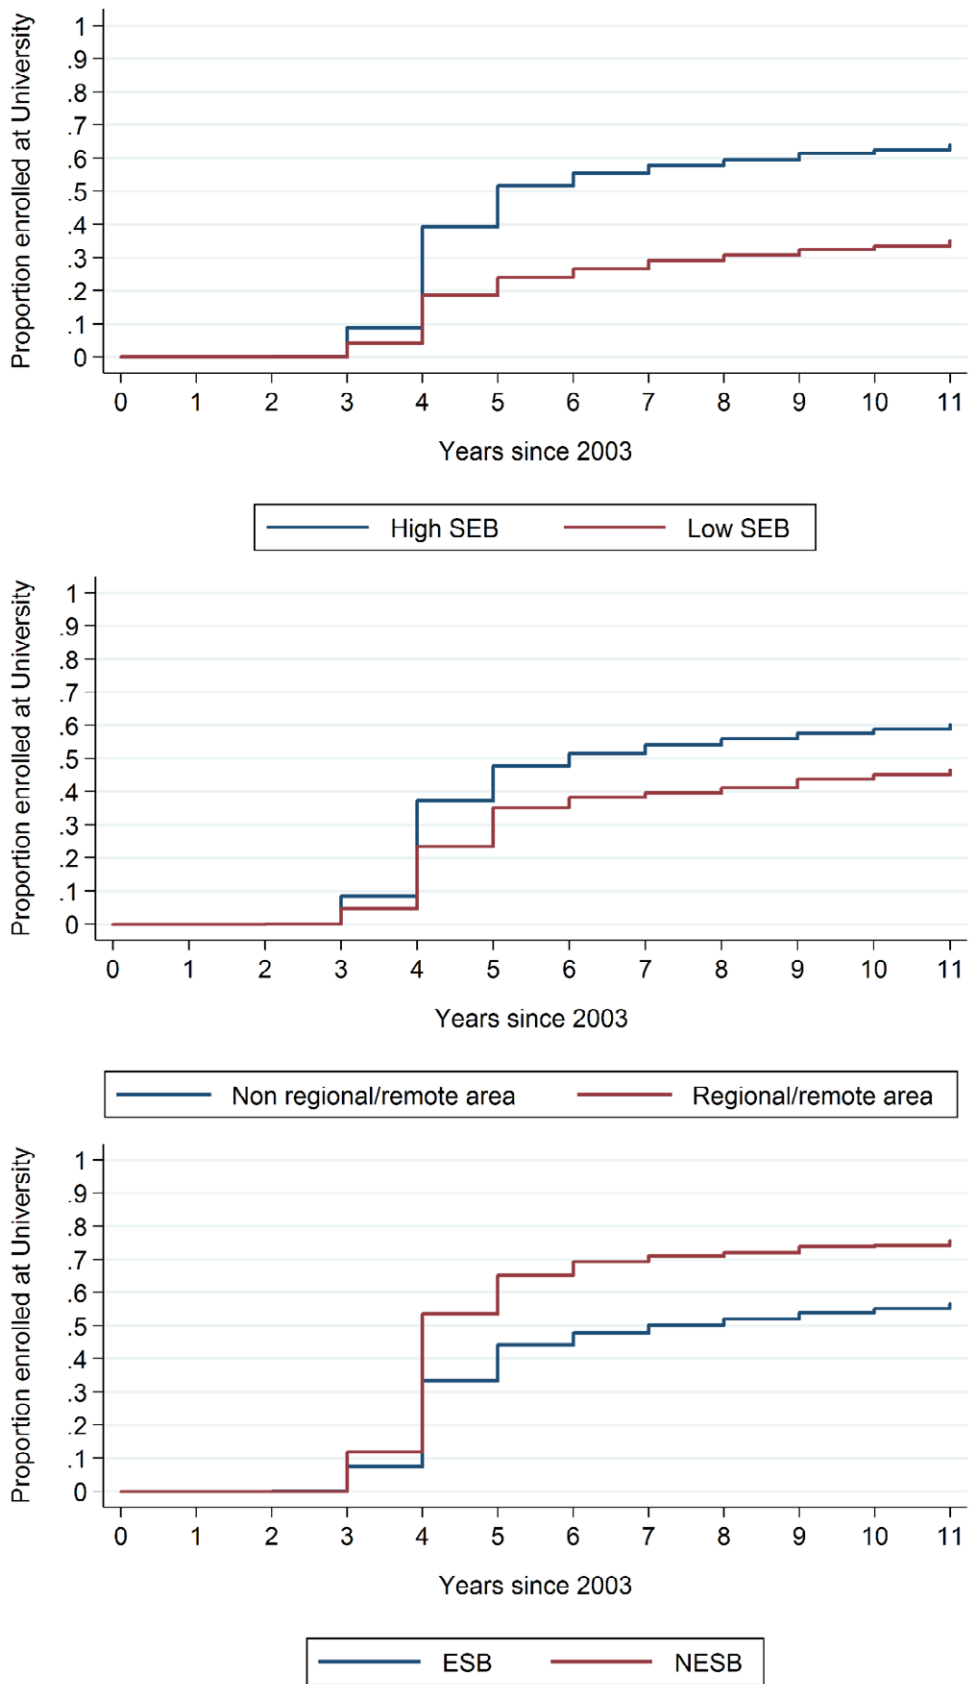 Proportion enrolled at University
1
.9
.8
.7
.6
.5
.4
.3
.2
.1
0
0 1 2 3 4 5 6 7 8 9 10 11
Years since 2003
High SEB Low SEB
Proportion enrolled at University
1
.9
.8
.7
.6
.5
.4
.3
.2
.1
0
0 1 2 3 4 5 6 7 8 9 10 11
Years since 2003
Non regional/remote area Regional/remote area
Proportion enrolled at University
1
.9
.8
.7
.6
.5
.4
.3
.2
.1
0
0 1 2 3 4 5 6 7 8 9 10 11
Years since 2003
ESB NESB